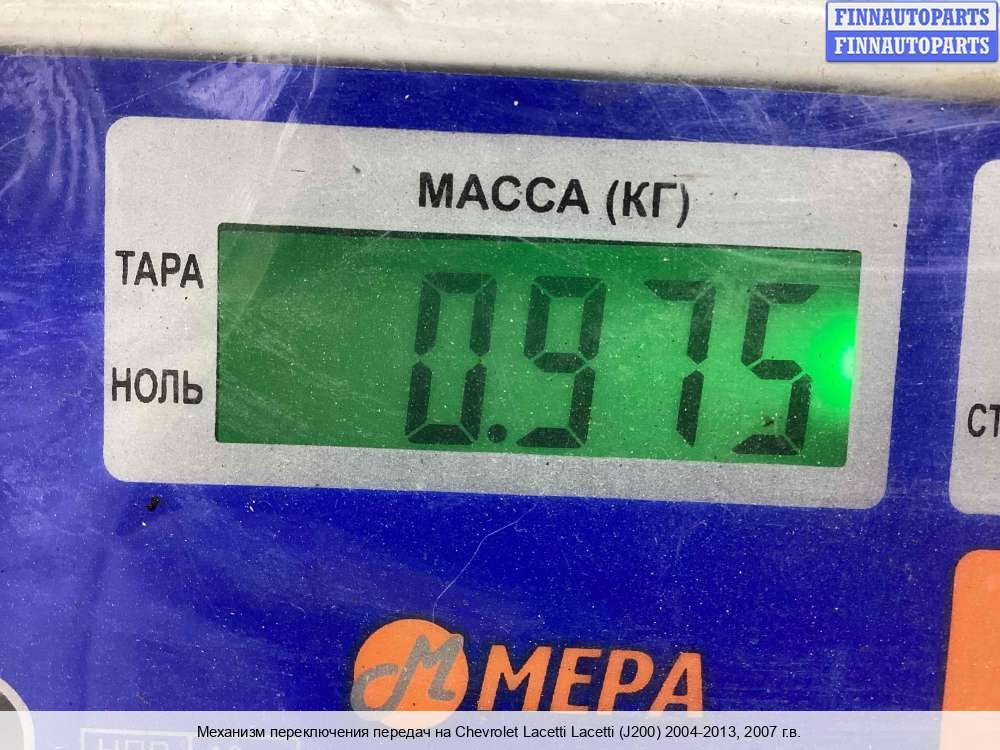 FINNAUTOPARTS
FINNAUTOPARTS
МАССА (КГ)
ТАРА
0.975
НОЛЬ
МЕРА
Механизм переключения передач на Chevrolet Lacetti Lacetti (J200) 2004-2013, 2007 г.в.